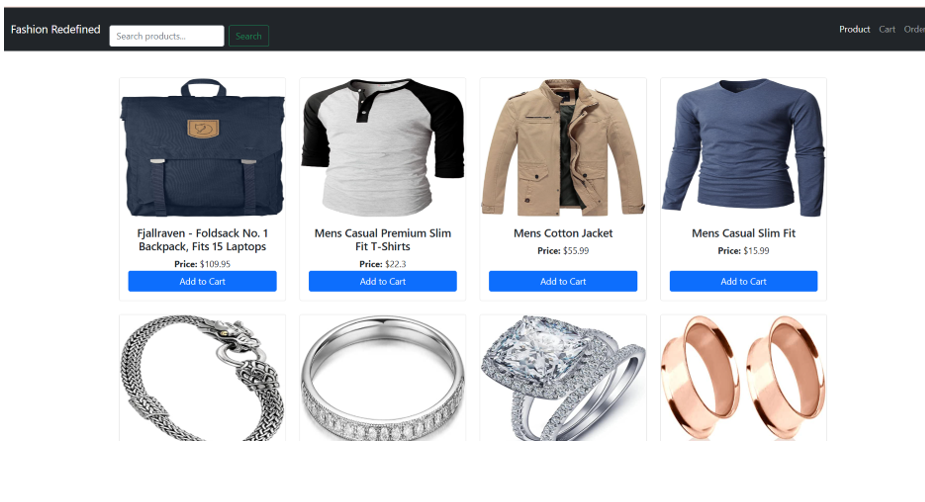 Fashion Redefined
Search products...
Search
Product Cart Order
Fjallraven - Foldsack No. 1
Backpack, Fits 15 Laptops
Price: $109.95
Add to Cart
Mens Casual Premium Slim
Fit T-Shirts
Price: $22.3
Add to Cart
Mens Cotton Jacket
Price: $55.99
Add to Cart
Mens Casual Slim Fit
Price: $15.99
Add to Cart